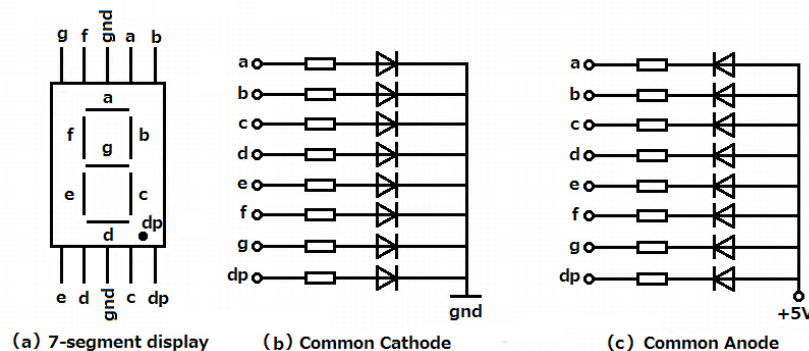 g f gnd a b
a
f b
g
e c
d dp
e d gnd c dp
(a) 7-segment display
a
b
c
d
e
f
g
dp
gnd
(b) Common Cathode
a
b
c
d
e
f
g
dp
+5V
(c) Common Anode